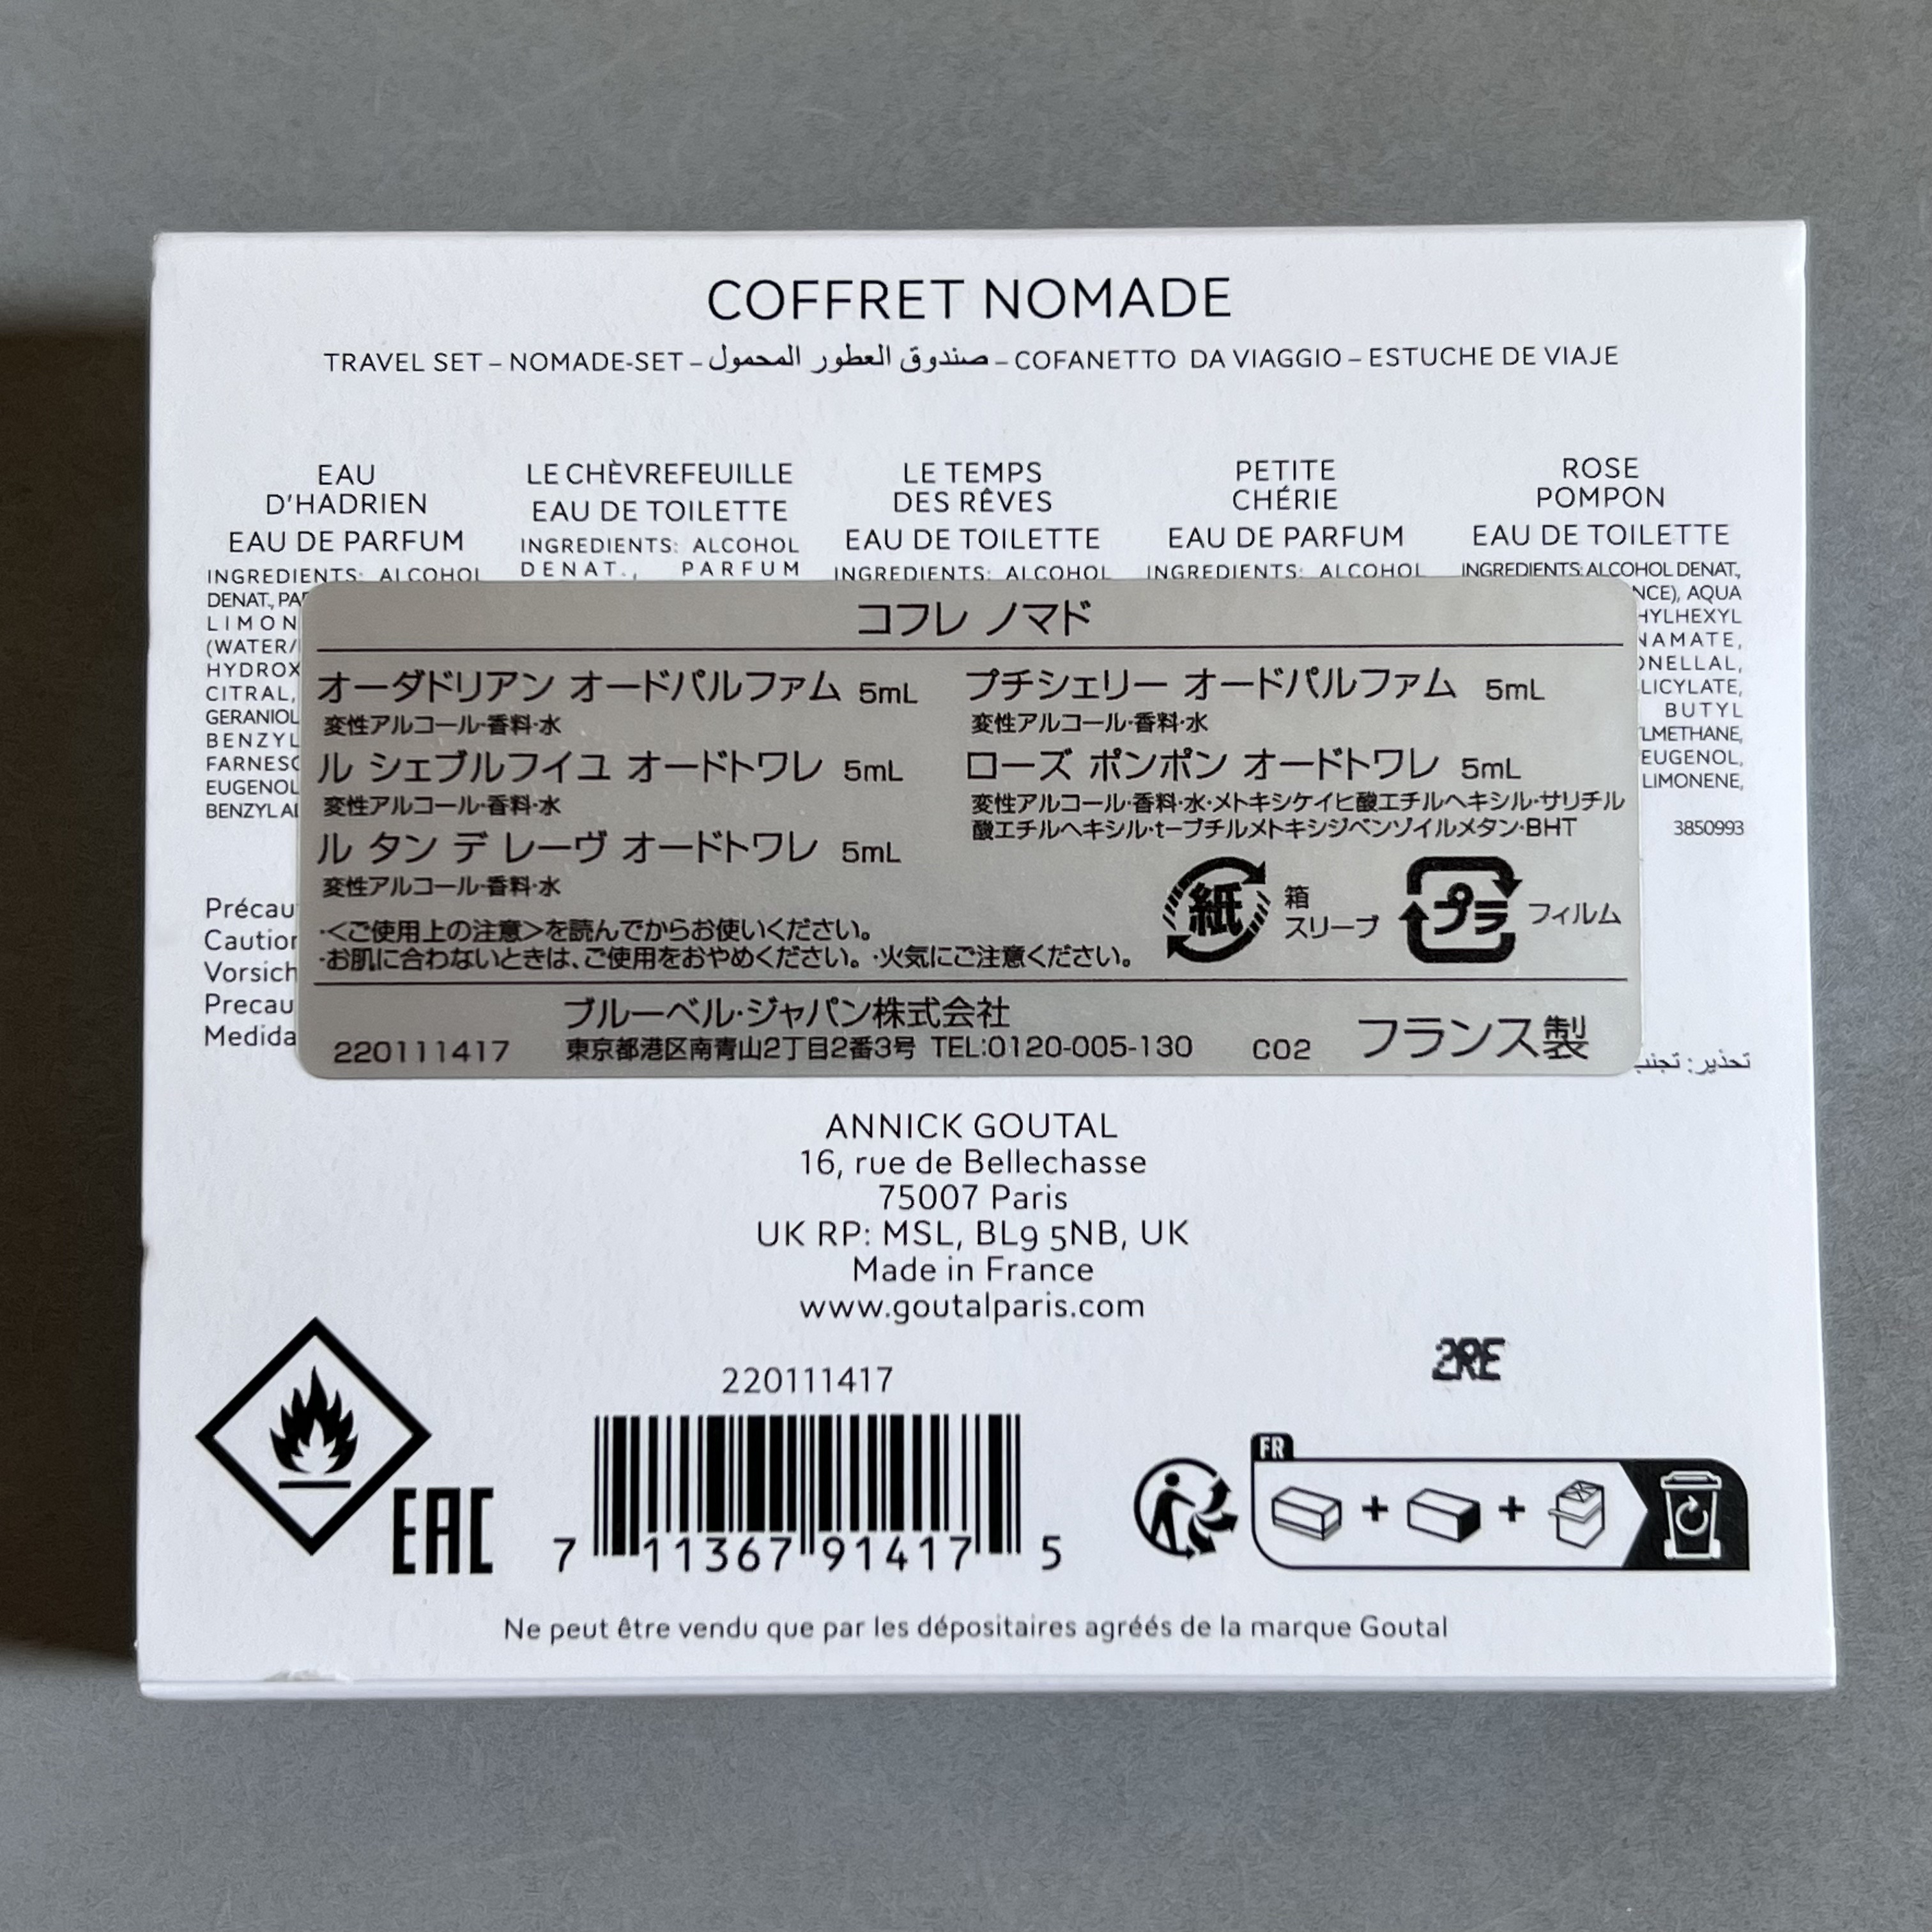 COFFRET NOMADE
TRAVEL SET – NOMADE-SET – صندوق العطور المحمول – COFANETTO DA VIAGGIO – ESTUCHE DE VIAJE
EAU
D'HADRIEN
EAU DE PARFUM
INGREDIENTS: ALCOHOL
DENAT.,
(WATER/
CITRAL,
GERANIOL
LE CHÈVREFEUILLE
EAU DE TOILETTE
INGREDIENTS: ALCOHOL
DENAT., PARFUM
LE TEMPS
DES RÊVES
EAU DE TOILETTE
INGREDIENTS: ALCOHOL
PETITE
CHÉRIE
EAU DE PARFUM
INGREDIENTS: ALCOHOL
ROSE
POMPON
EAU DE TOILETTE
INGREDIENTS: ALCOHOL DENAT.,
AQUA
BUTYL
EUGENOL,
LIMONENE,
3850993
コフレ ノマド
オーダドリアン オードパルファム 5mL
変性アルコール・香料・水
ル シェブルフイユ オードトワレ 5mL
変性アルコール・香料・水
ル タン デ レーヴ オードトワレ 5mL
変性アルコール・香料・水
プチシェリー オードパルファム 5mL
変性アルコール・香料・水
ローズ ポンポン オードトワレ 5mL
変性アルコール・香料・水・メトキシケイヒ酸エチルヘキシル・サリチル
酸エチルヘキシル・t-ブチルメトキシジベンゾイルメタン・BHT
・<ご使用上の注意>を読んでからお使いください。
・お肌に合わないときは、ご使用をおやめください。・火気にご注意ください。
紙 箱
スリーブ
プラ フィルム
ブルーベル・ジャパン株式会社
220111417 東京都港区南青山2丁目2番3号 TEL:0120-005-130 C02 フランス製
تحذير: تجنب
ANNICK GOUTAL
16, rue de Bellechasse
75007 Paris
UK RP: MSL, BL9 5NB, UK
Made in France
www.goutalparis.com
2RE
220111417
EAC
7 11367 91417 5
FR
Ne peut être vendu que par les dépositaires agréés de la marque Goutal